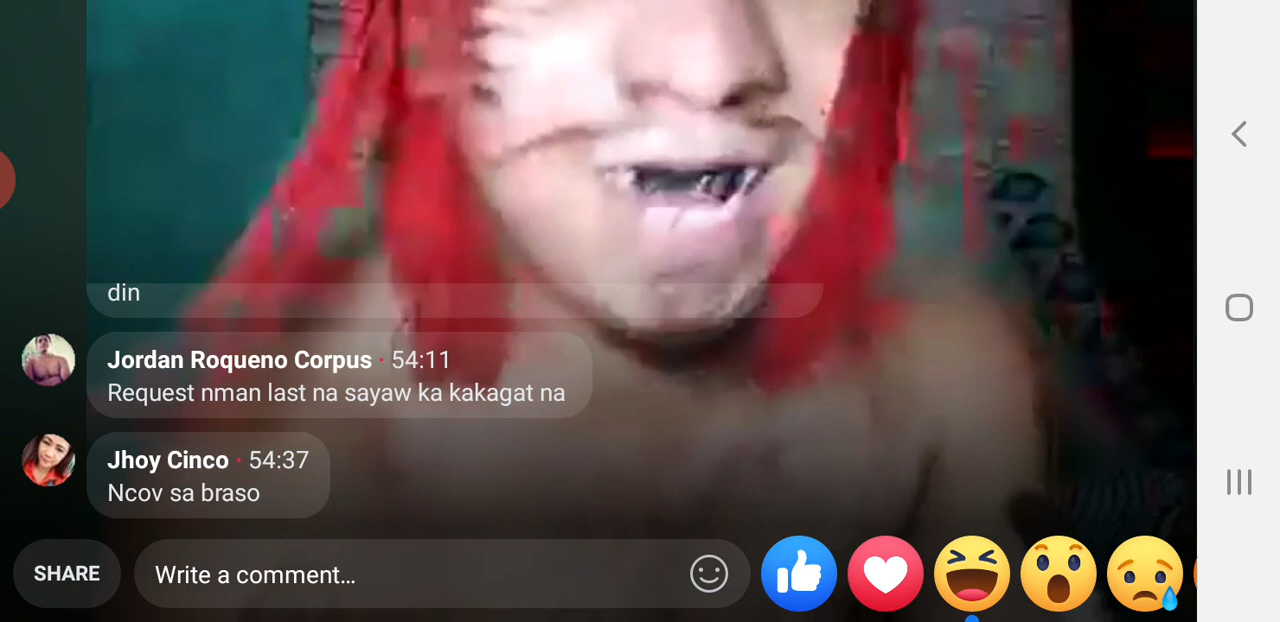 din
Jordan Roqueno Corpus · 54:11
Request nman last na sayaw ka kakagat na
Jhoy Cinco · 54:37
Ncov sa braso
SHARE
Write a comment...